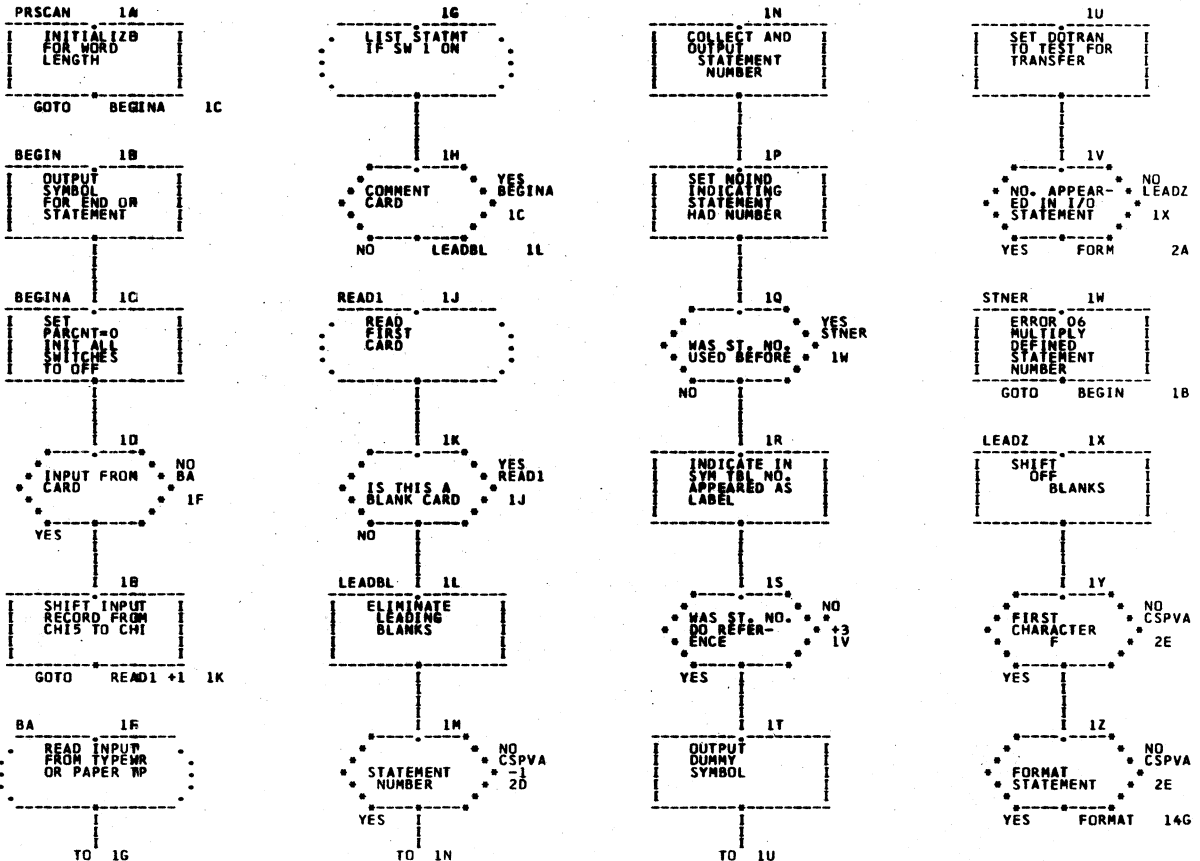 PRSCAN 1A
INITIALIZB
FOR WORD
LENGTH
GOTO BEGINA 1C
BEGIN 1B
OUTPUT
SYMBOL
FOR END OR
STATEMENT
BEGINA 1C
SET
PARCNT=0
INIT ALL
SWITCHES
TO OFF
1D
INPUT FROM
CARD
NO
BA
1F
YES
1B
SHIFT INPUT
RECORD FROM
CHI5 TO CHI
GOTO READ1 +1 1K
BA 1F
READ INPUT
FROM TYPEWR
OR PAPER TP
TO 1G
1G
LIST STATMT
IF SW 1 ON
1H
COMMENT
CARD
YES
BEGINA
1C
NO LEADBL 1L
READ1 1J
READ
FIRST
CARD
1K
IS THIS A
BLANK CARD
YES
READ1
1J
NO
LEADBL 1L
ELIMINATE
LEADING
BLANKS
1M
STATEMENT
NUMBER
NO
CSPVA
-1
2D
YES
TO 1N
1N
COLLECT AND
OUTPUT
STATEMENT
NUMBER
1P
SET NOIND
INDICATING
STATEMENT
HAD NUMBER
1Q
WAS ST. NO.
USED BEFORE
YES
STNER
1W
NO
1R
INDICATE IN
SYM TBL NO.
APPEARED AS
LABEL
1S
WAS ST. NO.
DO REFER-
ENCE
NO
+3
1V
YES
1T
OUTPUT
DUMMY
SYMBOL
TO 1U
1U
SET DOTRAN
TO TEST FOR
TRANSFER
1V
NO. APPEAR-
ED IN I/O
STATEMENT
NO
LEADZ
1X
YES FORM 2A
STNER 1W
ERROR 06
MULTIPLY
DEFINED
STATEMENT
NUMBER
GOTO BEGIN 1B
LEADZ 1X
SHIFT
OFF
BLANKS
1Y
FIRST
CHARACTER
F
NO
CSPVA
2E
YES
1Z
FORMAT
STATEMENT
NO
CSPVA
2E
YES FORMAT 14G